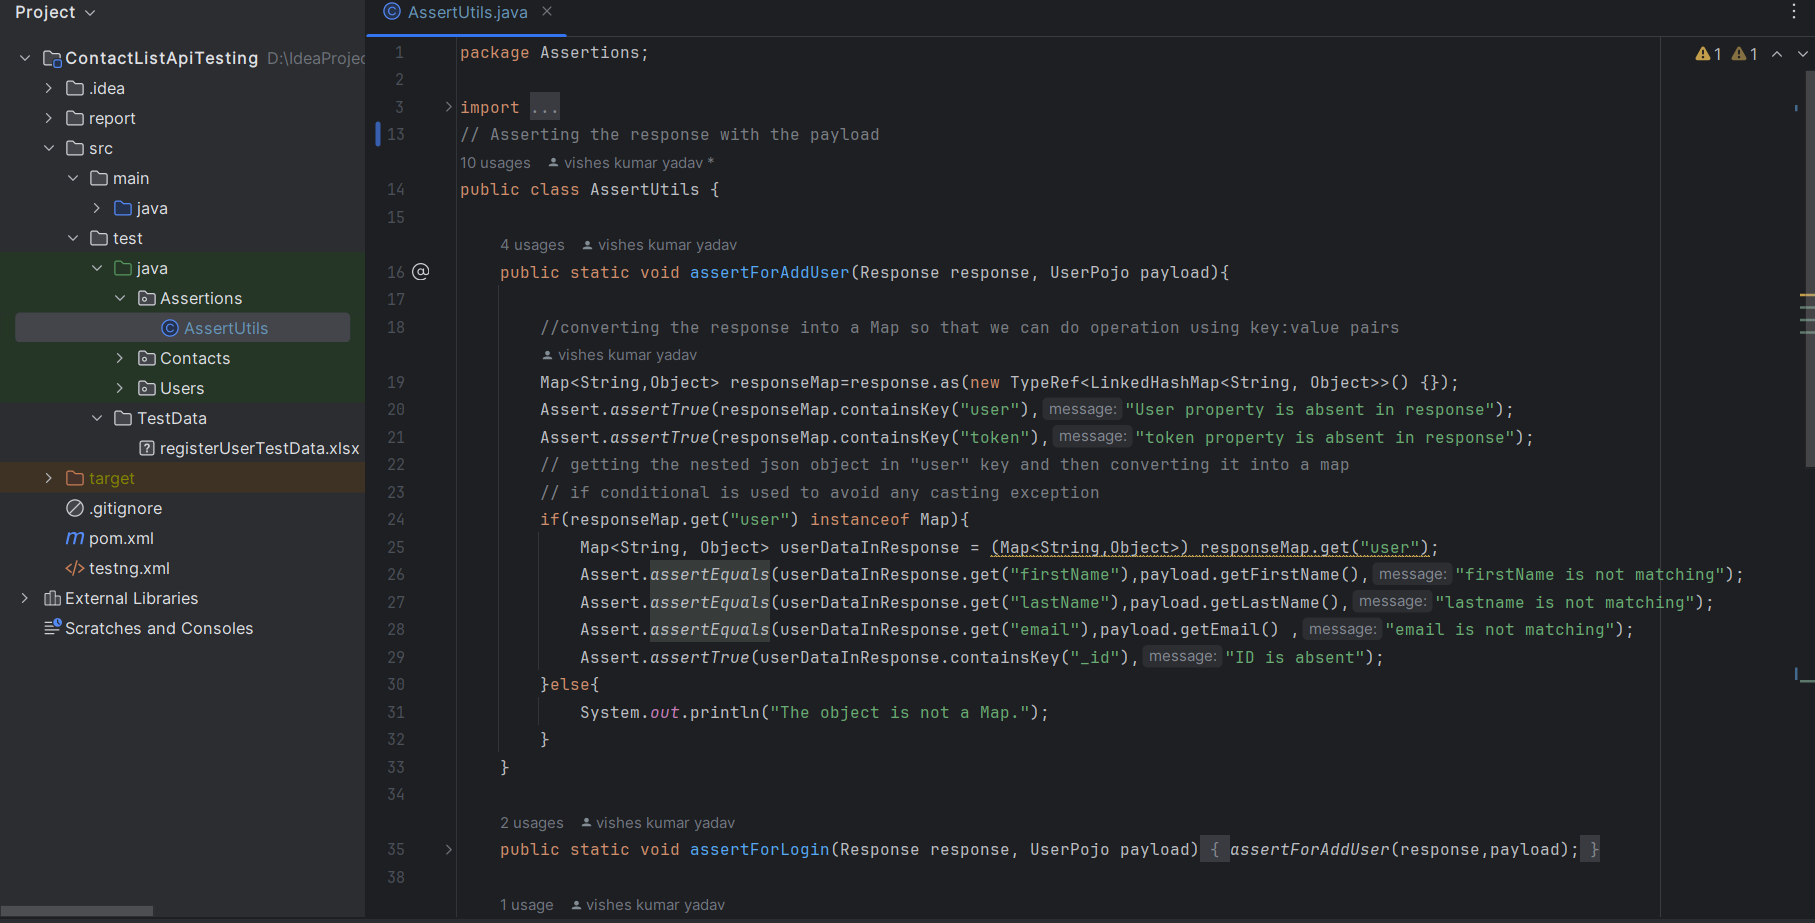 Project
AssertUtils.java
ContactListApiTesting D:\IdeaProjec
.idea
report
src
main
java
test
java
Assertions
AssertUtils
Contacts
Users
TestData
registerUserTestData.xlsx
target
.gitignore
pom.xml
testng.xml
External Libraries
Scratches and Consoles
1 1
1 package Assertions;
2
3 import ...
13 // Asserting the response with the payload
10 usages vishes kumar yadav *
14 public class AssertUtils {
15
4 usages vishes kumar yadav
16 @ public static void assertForAddUser(Response response, UserPojo payload){
17
18 //converting the response into a Map so that we can do operation using key:value pairs
vishes kumar yadav
19 Map<String,Object> responseMap=response.as(new TypeRef<LinkedHashMap<String, Object>>() {});
20 Assert.assertTrue(responseMap.containsKey("user"), message: "User property is absent in response");
21 Assert.assertTrue(responseMap.containsKey("token"), message: "token property is absent in response");
22 // getting the nested json object in "user" key and then converting it into a map
23 // if conditional is used to avoid any casting exception
24 if(responseMap.get("user") instanceof Map){
25 Map<String, Object> userDataInResponse = (Map<String,Object>) responseMap.get("user");
26 Assert.assertEquals(userDataInResponse.get("firstName"),payload.getFirstName(), message: "firstName is not matching");
27 Assert.assertEquals(userDataInResponse.get("lastName"),payload.getLastName(), message: "lastname is not matching");
28 Assert.assertEquals(userDataInResponse.get("email"),payload.getEmail() , message: "email is not matching");
29 Assert.assertTrue(userDataInResponse.containsKey("_id"), message: "ID is absent");
30 }else{
31 System.out.println("The object is not a Map.");
32 }
33 }
34
2 usages vishes kumar yadav
35 public static void assertForLogin(Response response, UserPojo payload) { assertForAddUser(response,payload); }
38
1 usage vishes kumar yadav